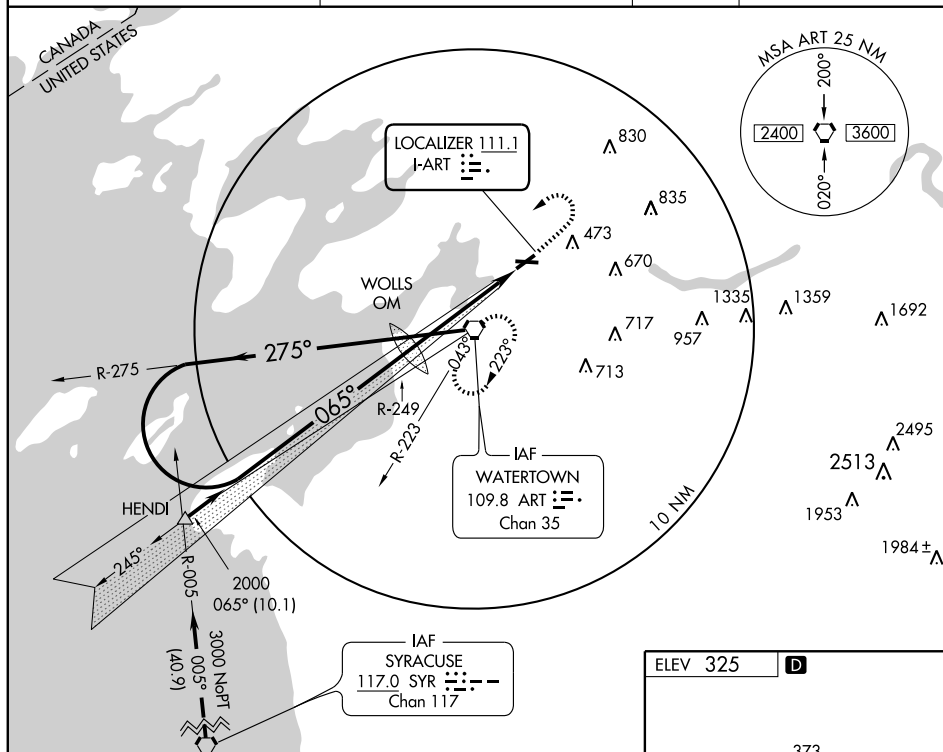 CANADA
UNITED STATES
MSA ART 25 NM
200°
2400
3600
020°
LOCALIZER 111.1
I-ART
830
835
473
670
WOLLS
OM
1335
1359
1692
957
717
713
275°
R-275
043°
223°
065°
R-249
R-223
2495
2513
1953
1984 ±
IAF
WATERTOWN
109.8 ART
Chan 35
10 NM
HENDI
245°
R-005
2000
065° (10.1)
3000 NoPT
005°
(40.9)
IAF
SYRACUSE
117.0 SYR
Chan 117
ELEV 325
D
373